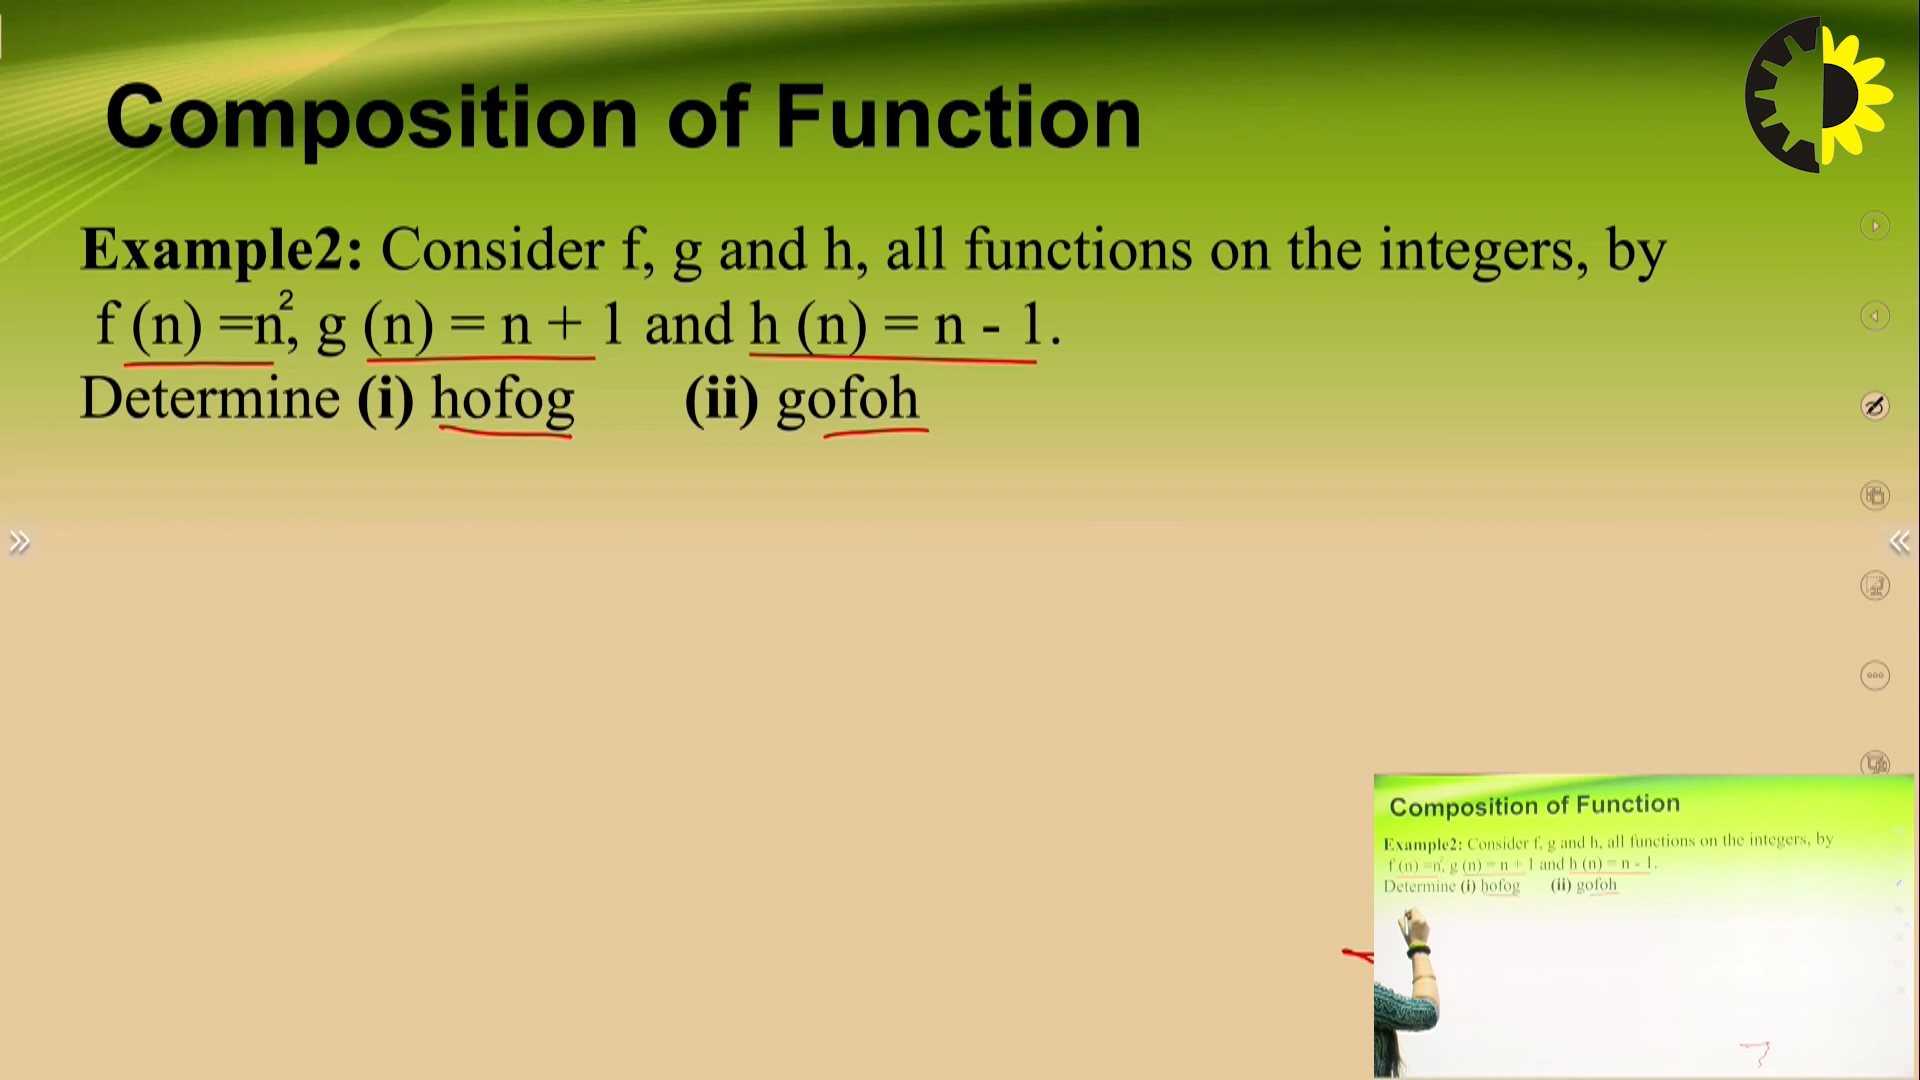 Composition of Function
Example2: Consider f, g and h, all functions on the integers, by
f (n) =n², g (n) = n + 1 and h (n) = n - 1.
Determine (i) hofog (ii) gofoh
Composition of Function
Example2: Consider f, g and h, all functions on the integers, by
f (n) =n², g (n) = n + 1 and h (n) = n - 1.
Determine (i) hofog (ii) gofoh